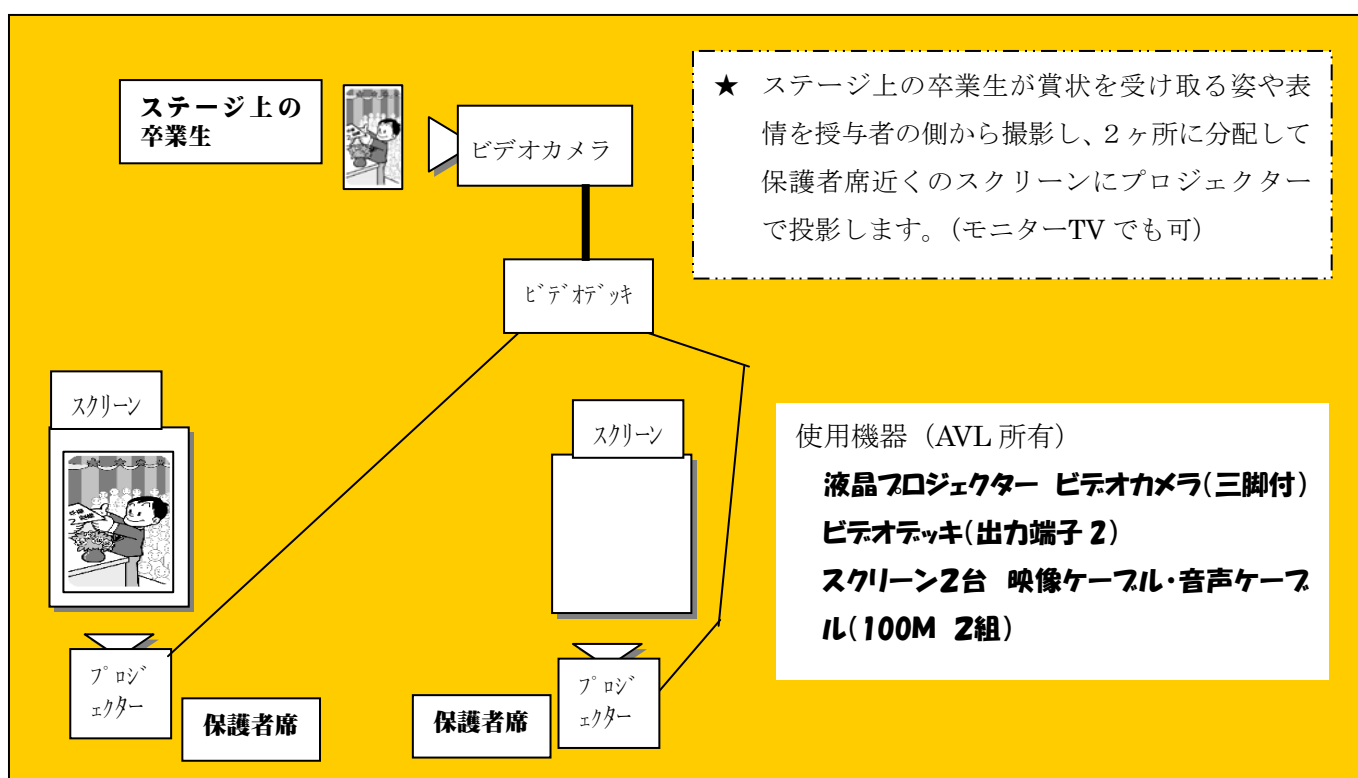 ステージ上の
卒業生
ビデオカメラ
★ ステージ上の卒業生が賞状を受け取る姿や表
情を授与者の側から撮影し、２ヶ所に分配して
保護者席近くのスクリーンにプロジェクター
で投影します。（モニターTV でも可）
ﾋﾞﾃﾞｵﾃﾞｯｷ
スクリーン
スクリーン
使用機器（AVL 所有）
液晶プロジェクター ビデオカメラ（三脚付）
ビデオデッキ（出力端子 2）
スクリーン2台 映像ケーブル・音声ケーブ
ル（100M 2組）
ﾌﾟﾛｼﾞ
ｪｸﾀｰ
保護者席
保護者席
ﾌﾟﾛｼﾞ
ｪｸﾀｰ